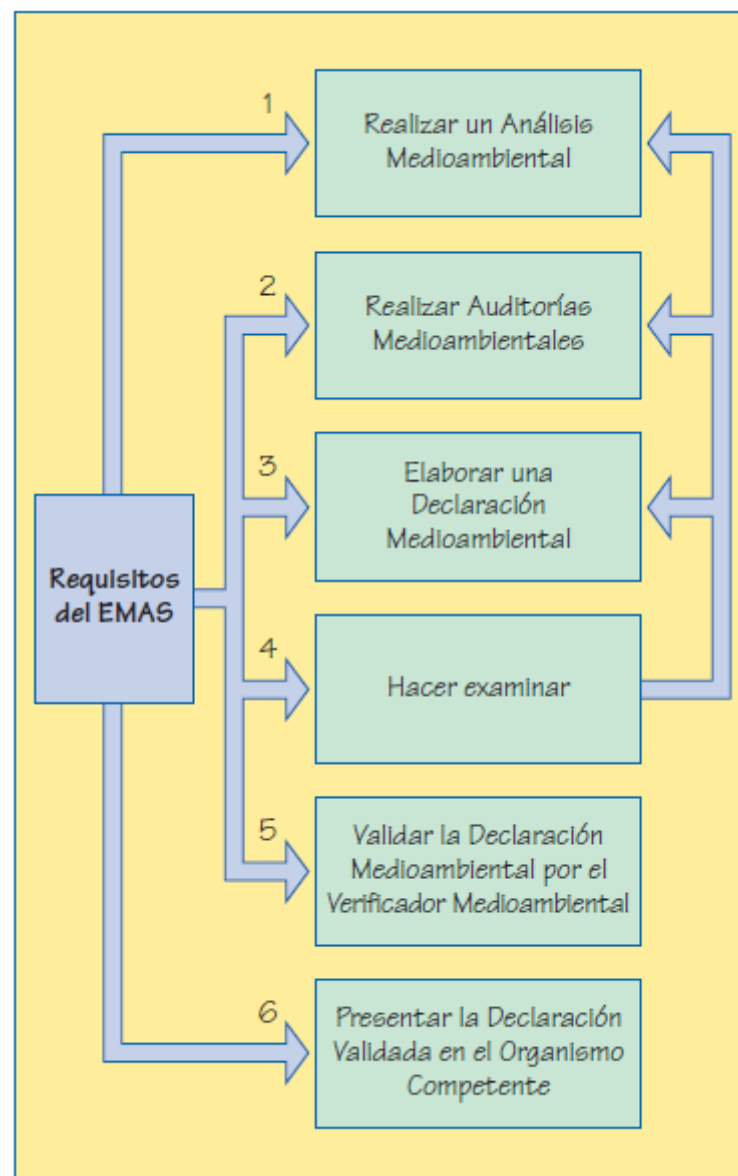 1
Realizar un Análisis
Medioambiental
2
Realizar Auditorías
Medioambientales
3
Elaborar una
Declaración
Medioambiental
Requisitos
del EMAS
4
Hacer examinar
5
Validar la Declaración
Medioambiental por el
Verificador Medioambiental
6
Presentar la Declaración
Validada en el Organismo
Competente